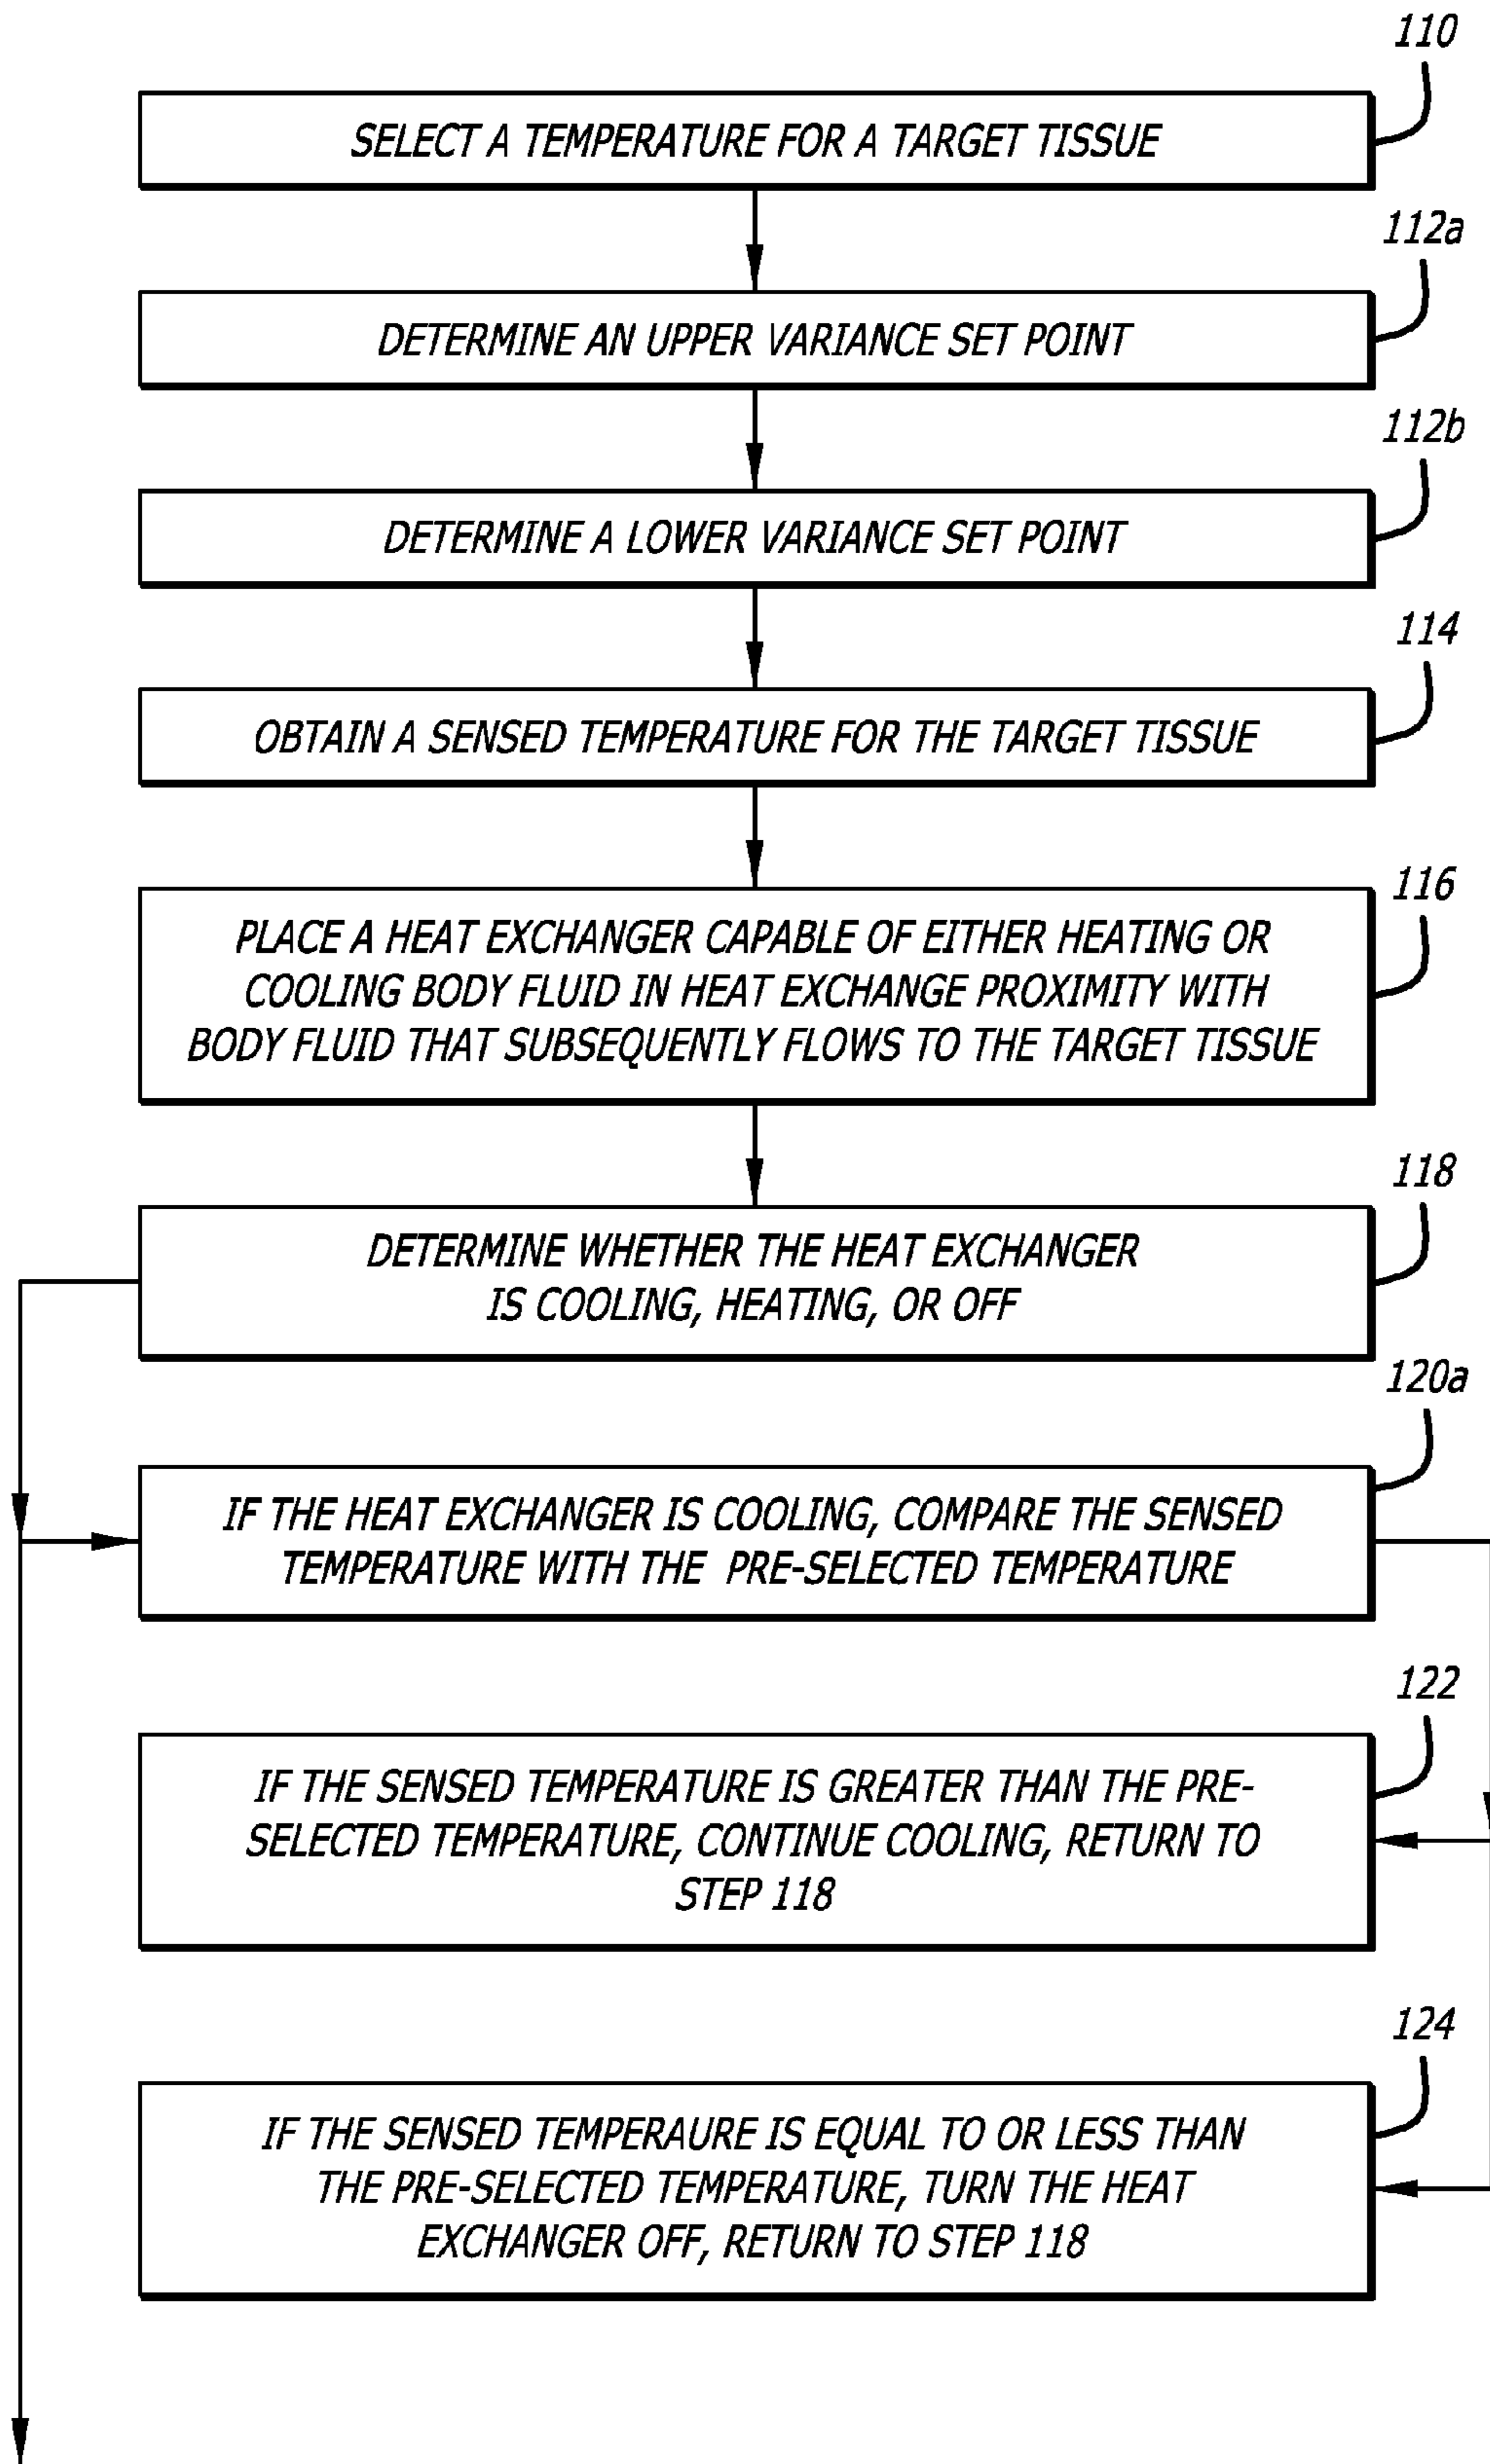 110
SELECT A TEMPERATURE FOR A TARGET TISSUE
112a
DETERMINE AN UPPER VARIANCE SET POINT
112b
DETERMINE A LOWER VARIANCE SET POINT
114
OBTAIN A SENSED TEMPERATURE FOR THE TARGET TISSUE
116
PLACE A HEAT EXCHANGER CAPABLE OF EITHER HEATING OR
COOLING BODY FLUID IN HEAT EXCHANGE PROXIMITY WITH
BODY FLUID THAT SUBSEQUENTLY FLOWS TO THE TARGET TISSUE
118
DETERMINE WHETHER THE HEAT EXCHANGER
IS COOLING, HEATING, OR OFF
120a
IF THE HEAT EXCHANGER IS COOLING, COMPARE THE SENSED
TEMPERATURE WITH THE PRE-SELECTED TEMPERATURE
122
IF THE SENSED TEMPERATURE IS GREATER THAN THE PRE-
SELECTED TEMPERATURE, CONTINUE COOLING, RETURN TO
STEP 118
124
IF THE SENSED TEMPERAURE IS EQUAL TO OR LESS THAN
THE PRE-SELECTED TEMPERATURE, TURN THE HEAT
EXCHANGER OFF, RETURN TO STEP 118